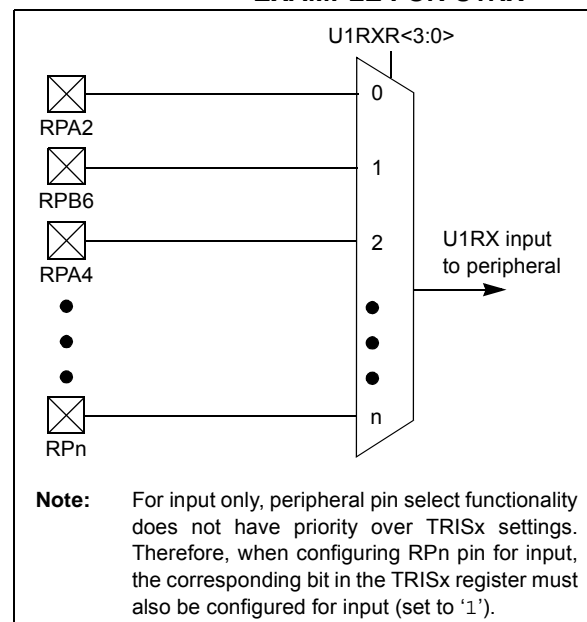 U1RXR<3:0>
RPA2
0
RPB6
1
RPA4
2
U1RX input
to peripheral
RPn
n
Note: For input only, peripheral pin select functionality
does not have priority over TRISx settings.
Therefore, when configuring RPn pin for input,
the corresponding bit in the TRISx register must
also be configured for input (set to ‘1’).